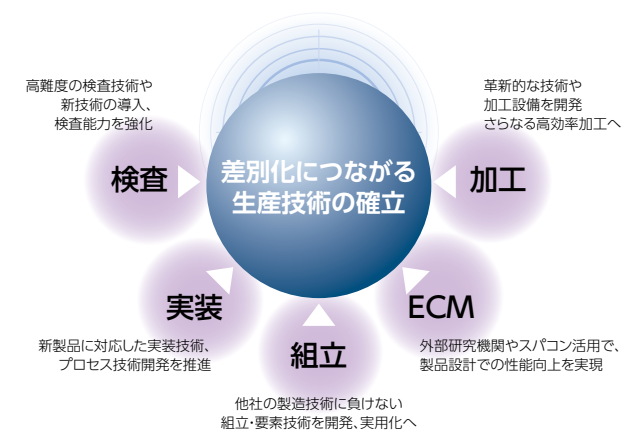 高難度の検査技術や
新技術の導入、
検査能力を強化
検査
差別化につながる
生産技術の確立
革新的な技術や
加工設備を開発
さらなる高効率加工へ
加工
実装
新製品に対応した実装技術、
プロセス技術開発を推進
組立
他社の製造技術に負けない
組立・要素技術を開発、実用化へ
ECM
外部研究機関やスパコン活用で、
製品設計での性能向上を実現